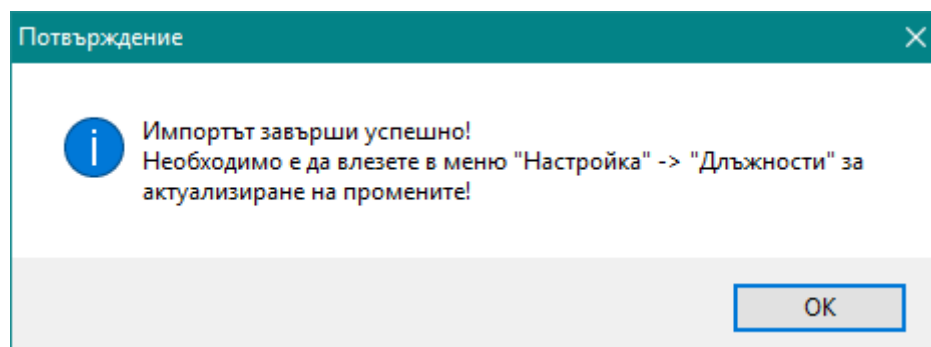 Потвърждение
Импортът завърши успешно!
Необходимо е да влезете в меню "Настройка" -> "Длъжности" за
актуализиране на промените!
OK